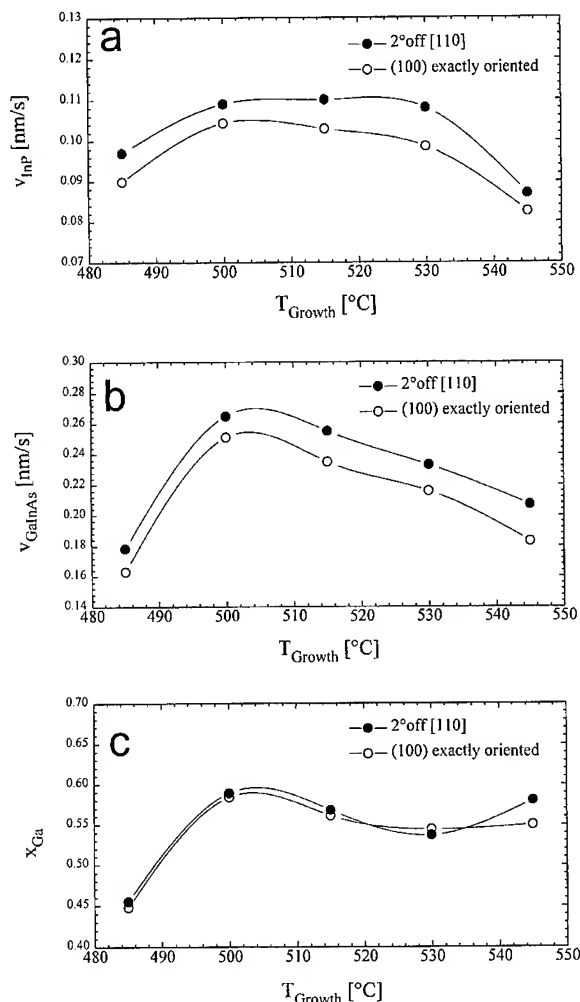 a
2°off [110]
(100) exactly oriented
0.13
0.12
0.11
0.10
0.09
0.08
0.07
v_InP [nm/s]
480 490 500 510 520 530 540 550
T_Growth [°C]
b
2°off [110]
(100) exactly oriented
0.30
0.28
0.26
0.24
0.22
0.20
0.18
0.16
0.14
v_GaInAs [nm/s]
480 490 500 510 520 530 540 550
T_Growth [°C]
c
2°off [110]
(100) exactly oriented
0.70
0.65
0.60
0.55
0.50
0.45
0.40
x_Ga
480 490 500 510 520 530 540 550
T_Growth [°C]